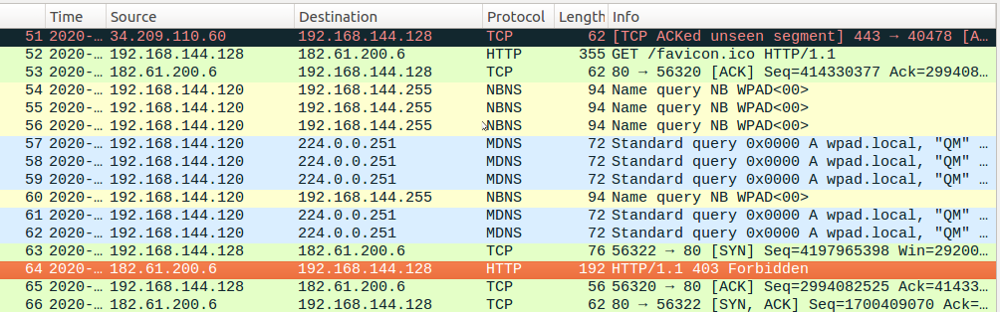 Time Source Destination Protocol Length Info
51 2020-… 34.209.110.60 192.168.144.128 TCP 62 [TCP ACKed unseen segment] 443 → 40478 [A…
52 2020-… 192.168.144.128 182.61.200.6 HTTP 355 GET /favicon.ico HTTP/1.1
53 2020-… 182.61.200.6 192.168.144.128 TCP 62 80 → 56320 [ACK] Seq=414330377 Ack=299408…
54 2020-… 192.168.144.120 192.168.144.255 NBNS 94 Name query NB WPAD<00>
55 2020-… 192.168.144.120 192.168.144.255 NBNS 94 Name query NB WPAD<00>
56 2020-… 192.168.144.120 192.168.144.255 NBNS 94 Name query NB WPAD<00>
57 2020-… 192.168.144.120 224.0.0.251 MDNS 72 Standard query 0x0000 A wpad.local, "QM" …
58 2020-… 192.168.144.120 224.0.0.251 MDNS 72 Standard query 0x0000 A wpad.local, "QM" …
59 2020-… 192.168.144.120 224.0.0.251 MDNS 72 Standard query 0x0000 A wpad.local, "QM" …
60 2020-… 192.168.144.120 192.168.144.255 NBNS 94 Name query NB WPAD<00>
61 2020-… 192.168.144.120 224.0.0.251 MDNS 72 Standard query 0x0000 A wpad.local, "QM" …
62 2020-… 192.168.144.120 224.0.0.251 MDNS 72 Standard query 0x0000 A wpad.local, "QM" …
63 2020-… 192.168.144.128 182.61.200.6 TCP 76 56322 → 80 [SYN] Seq=4197965398 Win=29200…
64 2020-… 182.61.200.6 192.168.144.128 HTTP 192 HTTP/1.1 403 Forbidden
65 2020-… 192.168.144.128 182.61.200.6 TCP 56 56320 → 80 [ACK] Seq=2994082525 Ack=41433…
66 2020-… 182.61.200.6 192.168.144.128 TCP 62 80 → 56322 [SYN, ACK] Seq=1700409070 Ack=…